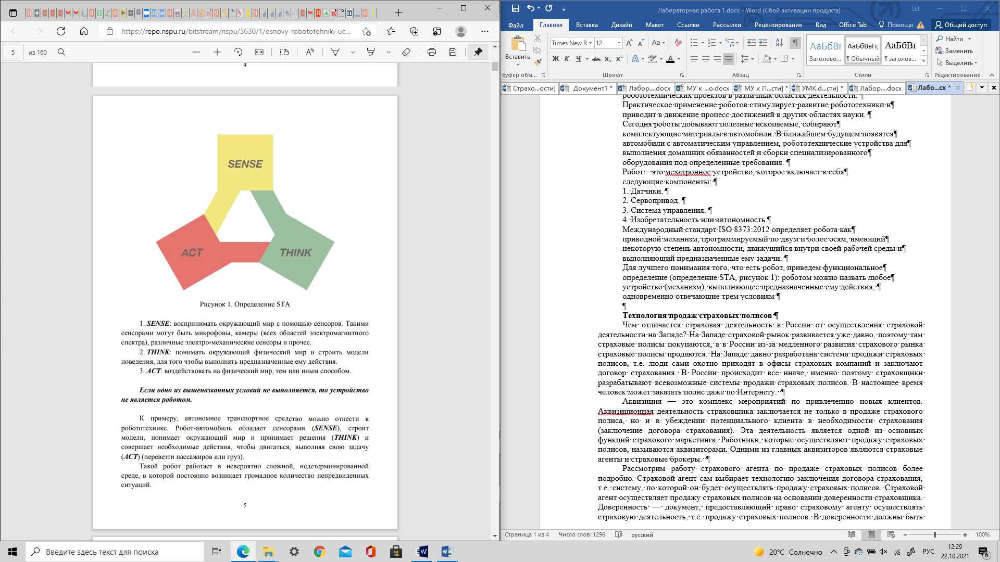 https://repo.nspu.ru/bitstream/nspu/3630/1/osnovy-robototehniki-uc...
5 из 160
4
SENSE
ACT
THINK
Рисунок 1. Определение STA
1. SENSE: воспринимать окружающий мир с помощью сенсоров. Такими
сенсорами могут быть микрофоны, камеры (всех областей электромагнитного
спектра), различные электро-механические сенсоры и прочее.
2. THINK: понимать окружающий физический мир и строить модели
поведения, для того чтобы выполнять предназначенные ему действия.
3. ACT: воздействовать на физический мир, тем или иным способом.
Если одно из вышеназванных условий не выполняется, то устройство
не является роботом.
К примеру, автономное транспортное средство можно отнести к
робототехнике. Робот-автомобиль обладает сенсорами (SENSE), строит
модели, понимает окружающий мир и принимает решения (THINK) и
совершает необходимые действия, чтобы двигаться, выполняя свою задачу
(ACT) (перевезти пассажиров или груз).
Такой робот работает в невероятно сложной, недетерминированной
среде, в которой постоянно возникает громадное количество непредвиденных
ситуаций.
5
Лабораторная работа 1.docx - Word (Сбой активации продукта)
Файл Главная Вставка Дизайн Макет Ссылки Рассылки Рецензирование Вид Office Tab Помощн Общий доступ
Вставить
Times New R 12
Aa
АаБбВı АаБбВвГг, АаБбВı
Заголово... ¶ Обычный ¶ заголов...
Найти
Заменить
Выделить
Ж К Ч abc x₂ x²
Буфер обм... Шрифт Абзац Стили Редактирование
Страхо...ости] Документ1 * Лабор....docx МУ к ...о.docx МУ к П...сти] * УМК.d...сти] * Лабор....docx Лабо...cx *
робототехнических проектов в различных областях деятельности. ¶
Практическое применение роботов стимулирует развитие робототехники и¶
приводит в движение процесс достижений в других областях науки. ¶
Сегодня роботы добывают полезные ископаемые, собирают¶
комплектующие материалы в автомобили. В ближайшем будущем появятся¶
автомобили с автоматическим управлением, робототехнические устройства для¶
выполнения домашних обязанностей и сборки специализированного¶
оборудования под определенные требования. ¶
Робот – это мехатронное устройство, которое включает в себя¶
следующие компоненты: ¶
1. Датчики. ¶
2. Сервопривод. ¶
3. Система управления. ¶
4. Изобретательность или автономность.¶
Международный стандарт ISO 8373:2012 определяет робота как¶
приводной механизм, программируемый по двум и более осям, имеющий¶
некоторую степень автономности, движущийся внутри своей рабочей среды и¶
выполняющий предназначенные ему задачи. ¶
Для лучшего понимания того, что есть робот, приведем функциональное¶
определение (определение STA, рисунок 1): роботом можно назвать любое¶
устройство (механизм), выполняющее предназначенные ему действия, ¶
одновременно отвечающие трем условиям ¶
¶
Технология продаж страховых полисов ¶
Чем отличается страховая деятельность в России от осуществления страховой
деятельности на Западе? На Западе страховой рынок развивается уже давно, поэтому там
страховые полисы покупаются, а в России из-за медленного развития страхового рынка
страховые полисы продаются. На Западе давно разработана система продажи страховых
полисов, т.е. люди сами охотно приходят в офисы страховых компаний и заключают
договор страхования. В России происходит все иначе, именно поэтому страховщики
разрабатывают всевозможные системы продажи страховых полисов. В настоящее время
человек может заказать полис даже по Интернету. ¶
Аквизиция — это комплекс мероприятий по привлечению новых клиентов.
Аквизиционная деятельность страховщика заключается не только в продаже страхового
полиса, но и в убеждении потенциального клиента в необходимости страхования
(заключение договора страхования). Эта деятельность является одной из основных
функций страхового маркетинга. Работники, которые осуществляют продажу страховых
полисов, называются аквизиторами. Одними из главных аквизиторов являются страховые
агенты и страховые брокеры. ¶
Рассмотрим работу страхового агента по продаже страховых полисов более
подробно. Страховой агент сам выбирает технологию заключения договора страхования,
т.е. систему, по которой он будет осуществлять продажу страховых полисов. Страховой
агент осуществляет продажу страховых полисов на основании доверенности страховщика.
Доверенность — документ, предоставляющий право страховому агенту осуществлять
страховую деятельность, т.е. продажу страховых полисов. В доверенности должны быть
Страница 1 из 4 Число слов: 1296 русский 100%
Введите здесь текст для поиска
20°C Солнечно
РУС
12:29
22.10.2021
6